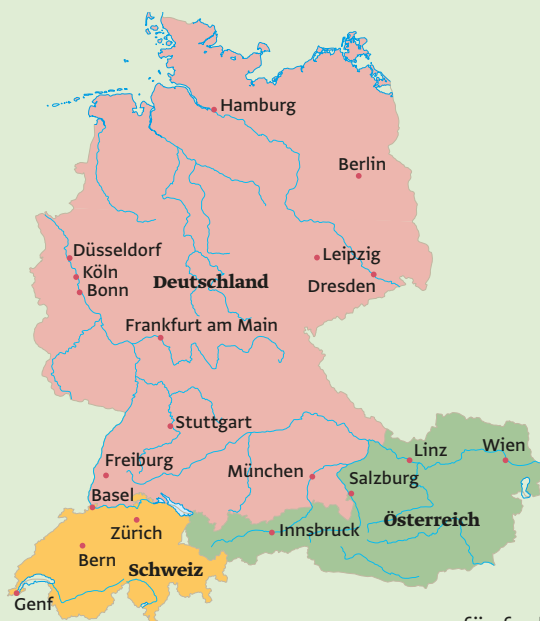 Hamburg
Berlin
Düsseldorf
Leipzig
Köln
Deutschland
Dresden
Bonn
Frankfurt am Main
Stuttgart
Linz
Wien
Freiburg
München
Salzburg
Basel
Österreich
Zürich
Innsbruck
Bern
Schweiz
Genf